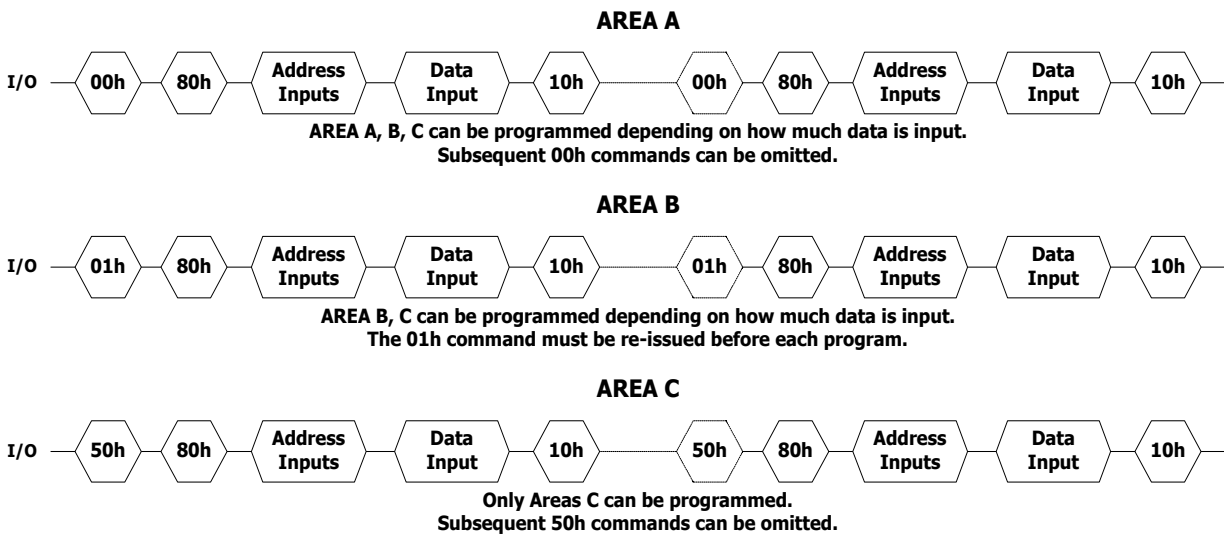 AREA A
I/O 00h 80h Address Inputs Data Input 10h 00h 80h Address Inputs Data Input 10h
AREA A, B, C can be programmed depending on how much data is input.
Subsequent 00h commands can be omitted.
AREA B
I/O 01h 80h Address Inputs Data Input 10h 01h 80h Address Inputs Data Input 10h
AREA B, C can be programmed depending on how much data is input.
The 01h command must be re-issued before each program.
AREA C
I/O 50h 80h Address Inputs Data Input 10h 50h 80h Address Inputs Data Input 10h
Only Areas C can be programmed.
Subsequent 50h commands can be omitted.